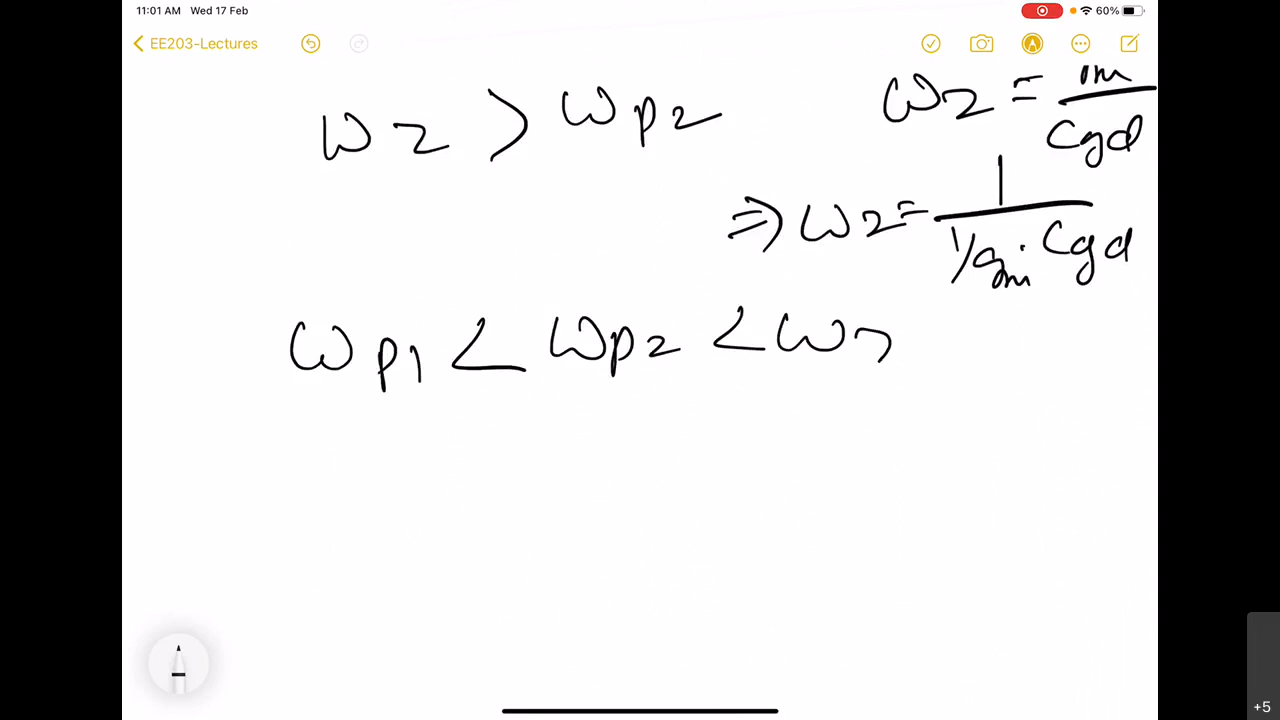 11:01 AM Wed 17 Feb
60%
EE203-Lectures
ωz > ωp2
ωz = gm/Cgd
⇒ ωz = 1/(1/gm · Cgd)
ωp1 < ωp2 < ωz
+5